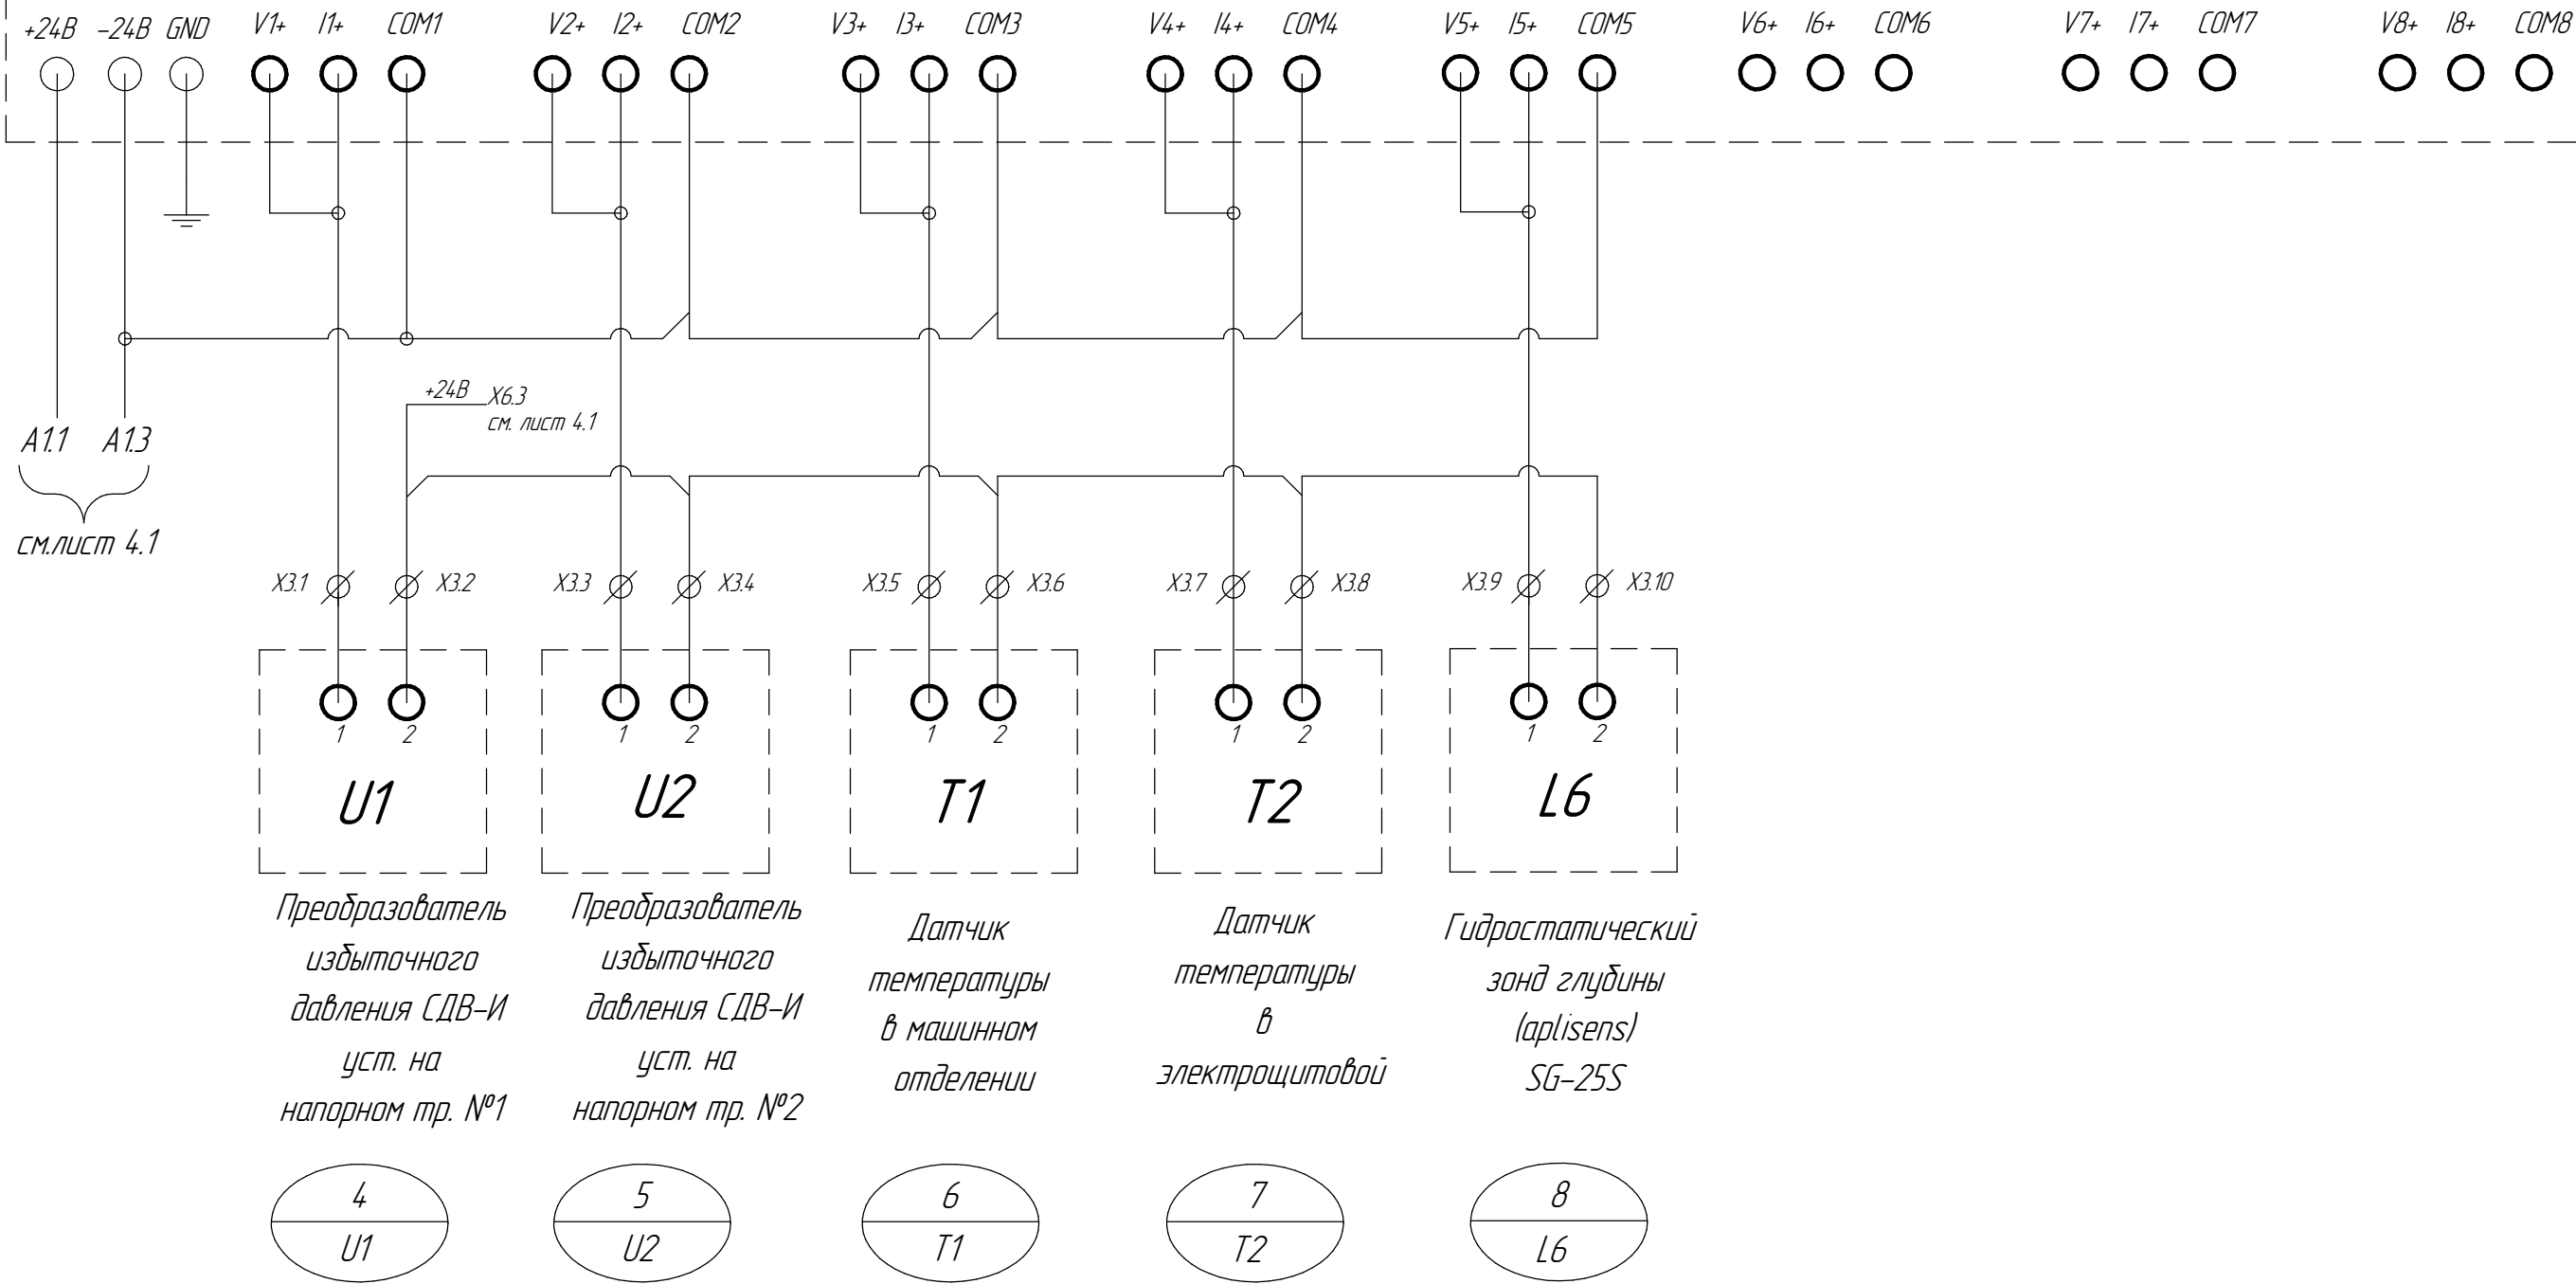 +24В -24В GND V1+ I1+ COM1 V2+ I2+ COM2 V3+ I3+ COM3 V4+ I4+ COM4 V5+ I5+ COM5 V6+ I6+ COM6 V7+ I7+ COM7 V8+ I8+ COM8
+24В X6.3
см. лист 4.1
А1.1 А1.3
см.лист 4.1
X3.1 X3.2 X3.3 X3.4 X3.5 X3.6 X3.7 X3.8 X3.9 X3.10
1 2 1 2 1 2 1 2 1 2
U1 U2 T1 T2 L6
Преобразователь
избыточного
давления СДВ-И
уст. на
напорном тр. №1
Преобразователь
избыточного
давления СДВ-И
уст. на
напорном тр. №2
Датчик
температуры
в машинном
отделении
Датчик
температуры
в
электрощитовой
Гидростатический
зонд глубины
(aplisens)
SG-25S
4 5 6 7 8
U1 U2 T1 T2 L6